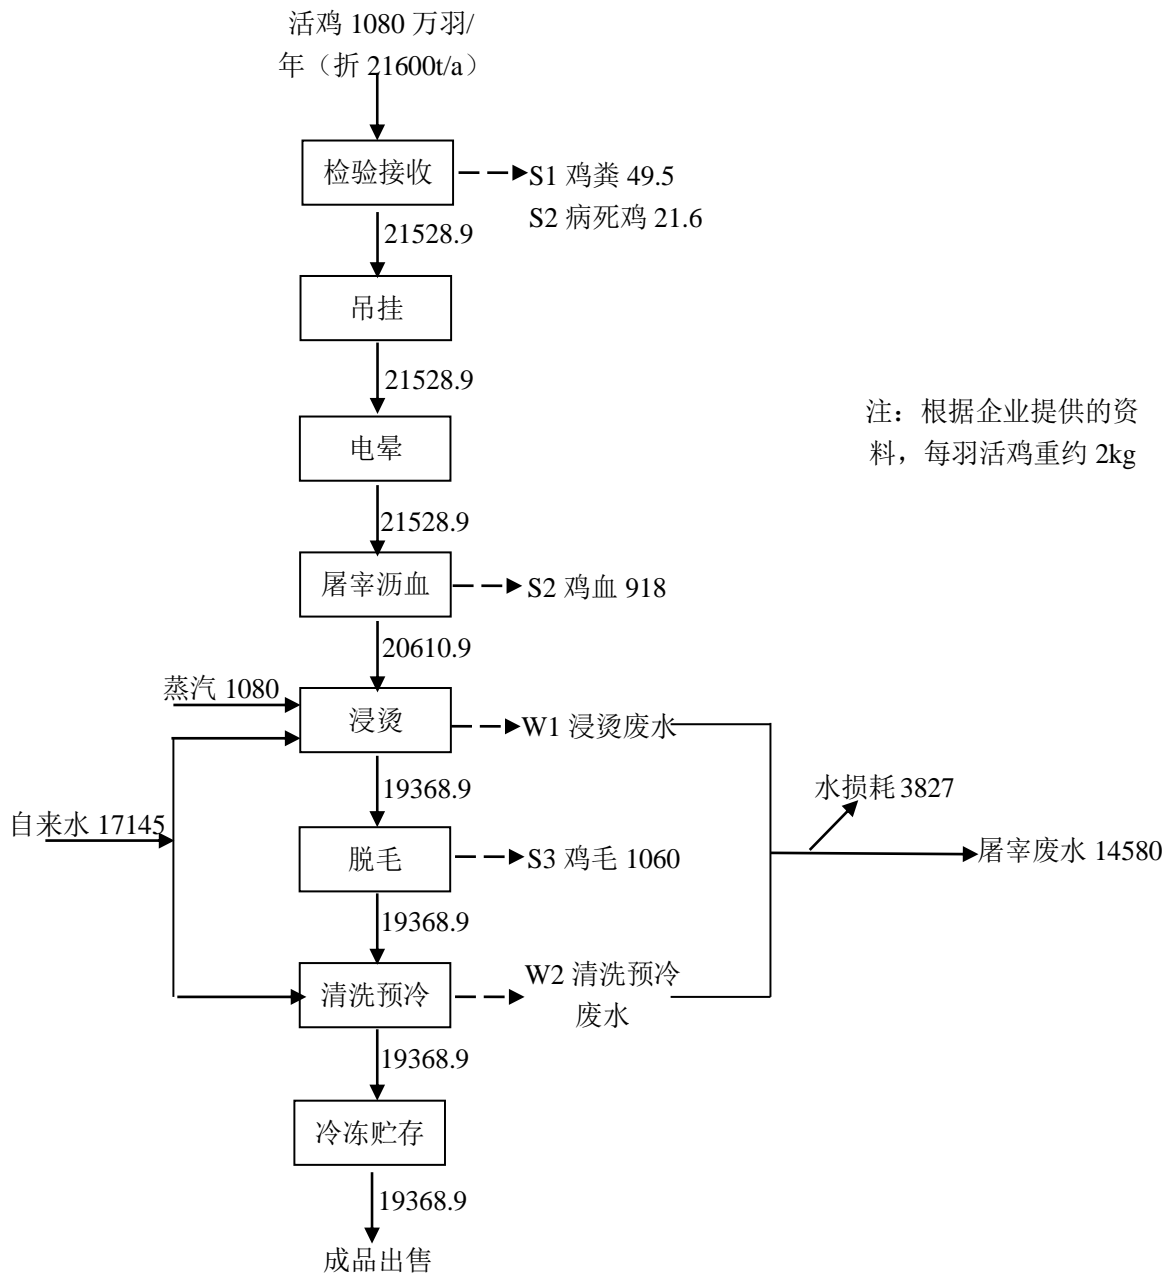 活鸡 1080 万羽/
年（折 21600t/a）
检验接收
S1 鸡粪 49.5
S2 病死鸡 21.6
21528.9
吊挂
21528.9
注：根据企业提供的资
料，每羽活鸡重约 2kg
电晕
21528.9
屠宰沥血
S2 鸡血 918
20610.9
蒸汽 1080
浸烫
W1 浸烫废水
19368.9
水损耗 3827
自来水 17145
脱毛
S3 鸡毛 1060
屠宰废水 14580
19368.9
清洗预冷
W2 清洗预冷
废水
19368.9
冷冻贮存
19368.9
成品出售